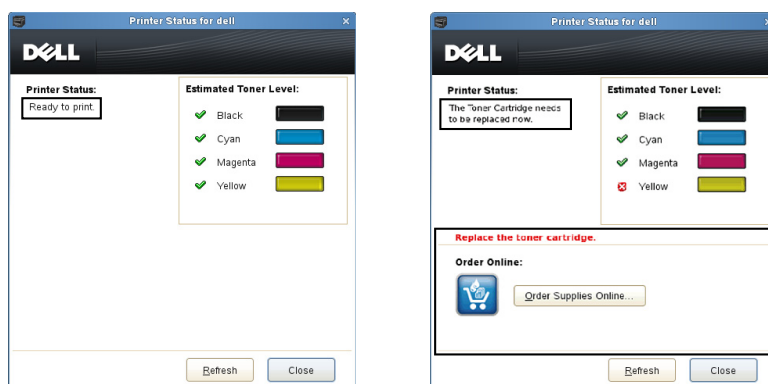 Printer Status for dell
DELL
Printer Status:
Ready to print.
Estimated Toner Level:
Black
Cyan
Magenta
Yellow
Refresh
Close
Printer Status for dell
DELL
Printer Status:
The Toner Cartridge needs
to be replaced now.
Estimated Toner Level:
Black
Cyan
Magenta
Yellow
Replace the toner cartridge.
Order Online:
Order Supplies Online...
Refresh
Close